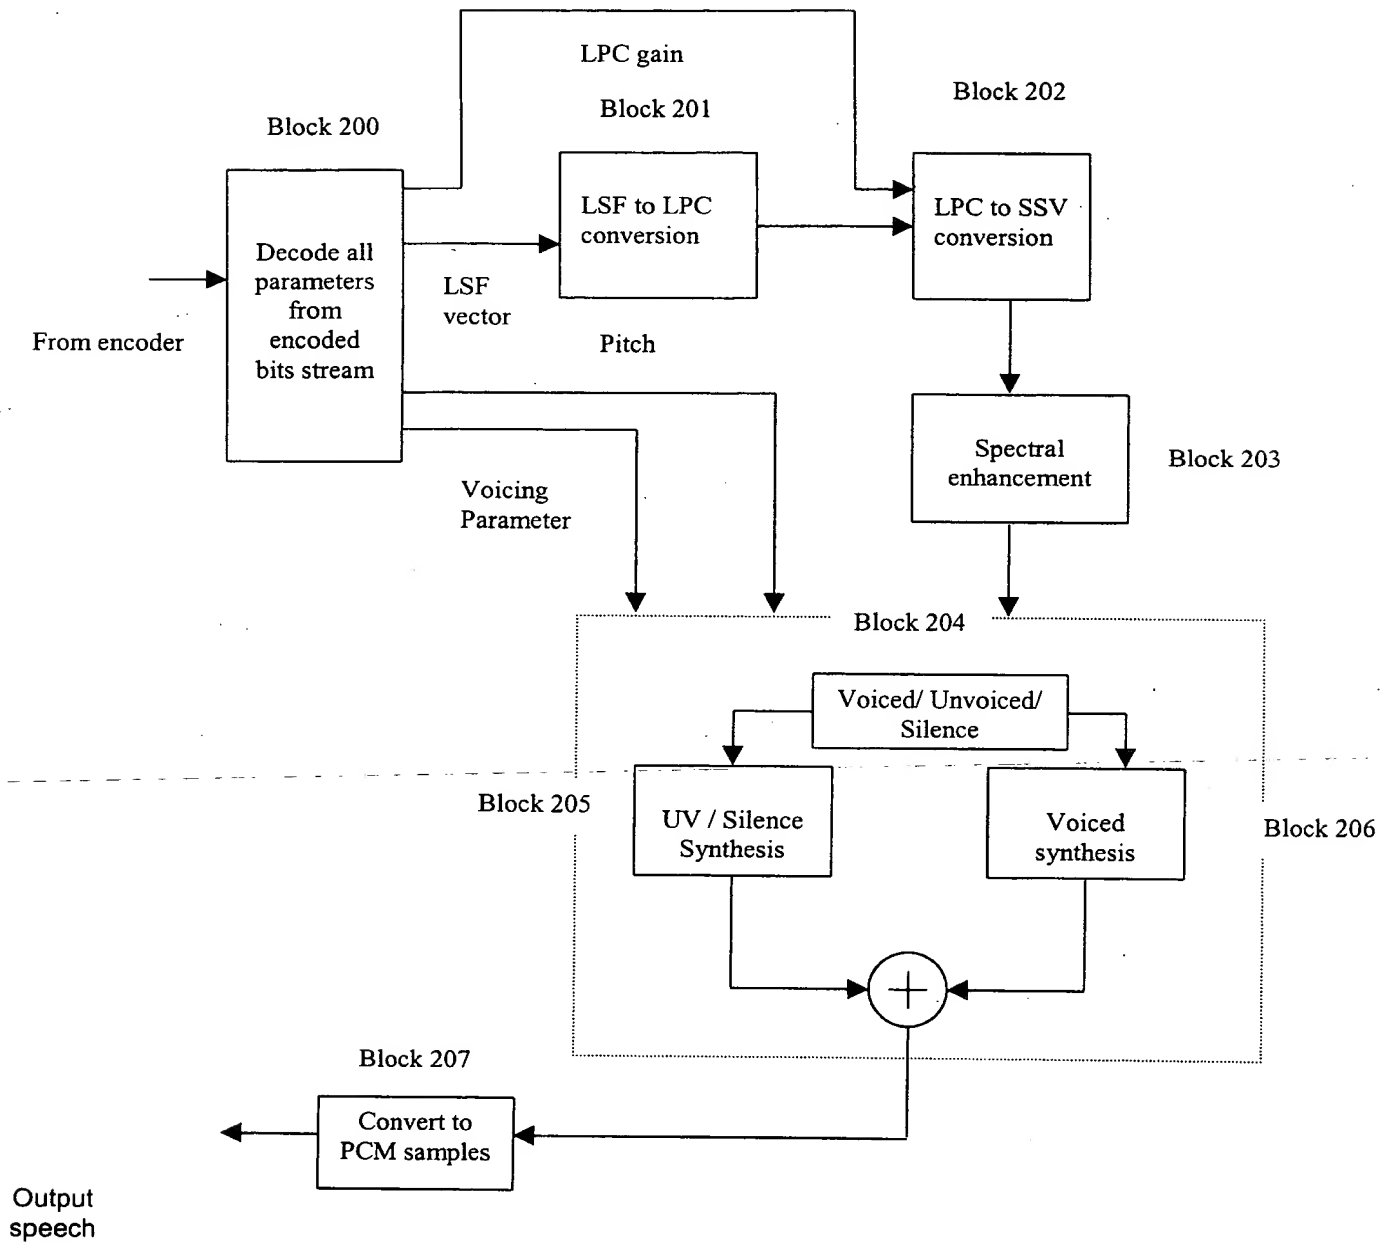 LPC gain
Block 202
Block 201
Block 200
LSF to LPC
conversion
LPC to SSV
conversion
Decode all
parameters
from
encoded
bits stream
LSF
vector
From encoder
Pitch
Spectral
enhancement
Block 203
Voicing
Parameter
Block 204
Voiced/ Unvoiced/
Silence
Block 205
UV / Silence
Synthesis
Voiced
synthesis
Block 206
Block 207
Convert to
PCM samples
Output
speech